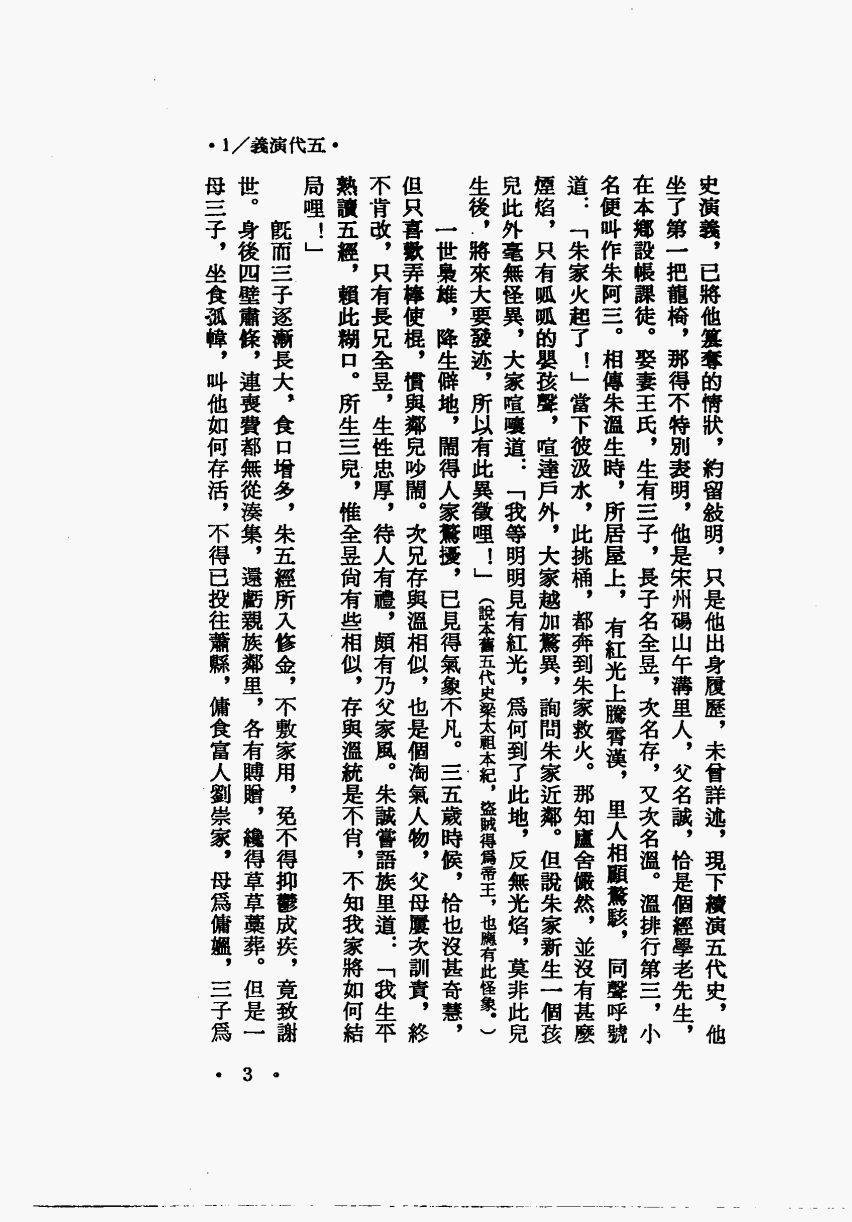 •1／義演代五•
史演義，已將他篡奪的情狀，約留敍明，只是他出身履歷，未曾詳述，現下續演五代史，他
坐了第一把龍椅，那得不特別表明，他是宋州碭山午溝里人，父名誠，恰是個經學老先生，
在本鄉設帳課徒。娶妻王氏，生有三子，長子名全昱，次名存，又次名溫。溫排行第三，小
名便叫作朱阿三。相傳朱溫生時，所居屋上，有紅光上騰霄漢，里人相顧驚駭，同聲呼號
道：「朱家火起了！」當下彼汲水，此挑桶，都奔到朱家救火。那知廬舍儼然，並沒有甚麼
煙焰，只有呱呱的嬰孩聲，喧達戶外，大家越加驚異，詢問朱家近鄰。但說朱家新生一個孩
兒此外毫無怪異，大家喧嚷道：「我等明明見有紅光，爲何到了此地，反無光焰，莫非此兒
生後，將來大要發迹，所以有此異徵哩！」（說本舊五代史梁太祖本紀，盜賊得爲帝王，也應有此怪象。）
一世梟雄，降生僻地，鬧得人家驚擾，已見得氣象不凡。三五歲時候，恰也沒甚奇慧，
但只喜歡弄棒使棍，慣與鄰兒吵鬧。次兄存與溫相似，也是個淘氣人物，父母屢次訓責，終
不肯改，只有長兄全昱，生性忠厚，待人有禮，頗有乃父家風。朱誠嘗語族里道：「我生平
熟讀五經，賴此糊口。所生三兒，惟全昱尙有些相似，存與溫統是不肖，不知我家將如何結
局哩！」
旣而三子逐漸長大，食口增多，朱五經所入修金，不敷家用，免不得抑鬱成疾，竟致謝
世。身後四壁肅條，連喪費都無從湊集，還虧親族鄰里，各有賻贈，纔得草草藁葬。但是一
母三子，坐食孤幃，叫他如何存活，不得已投往蕭縣，傭食富人劉崇家，母爲傭媼，三子爲
• 3 •